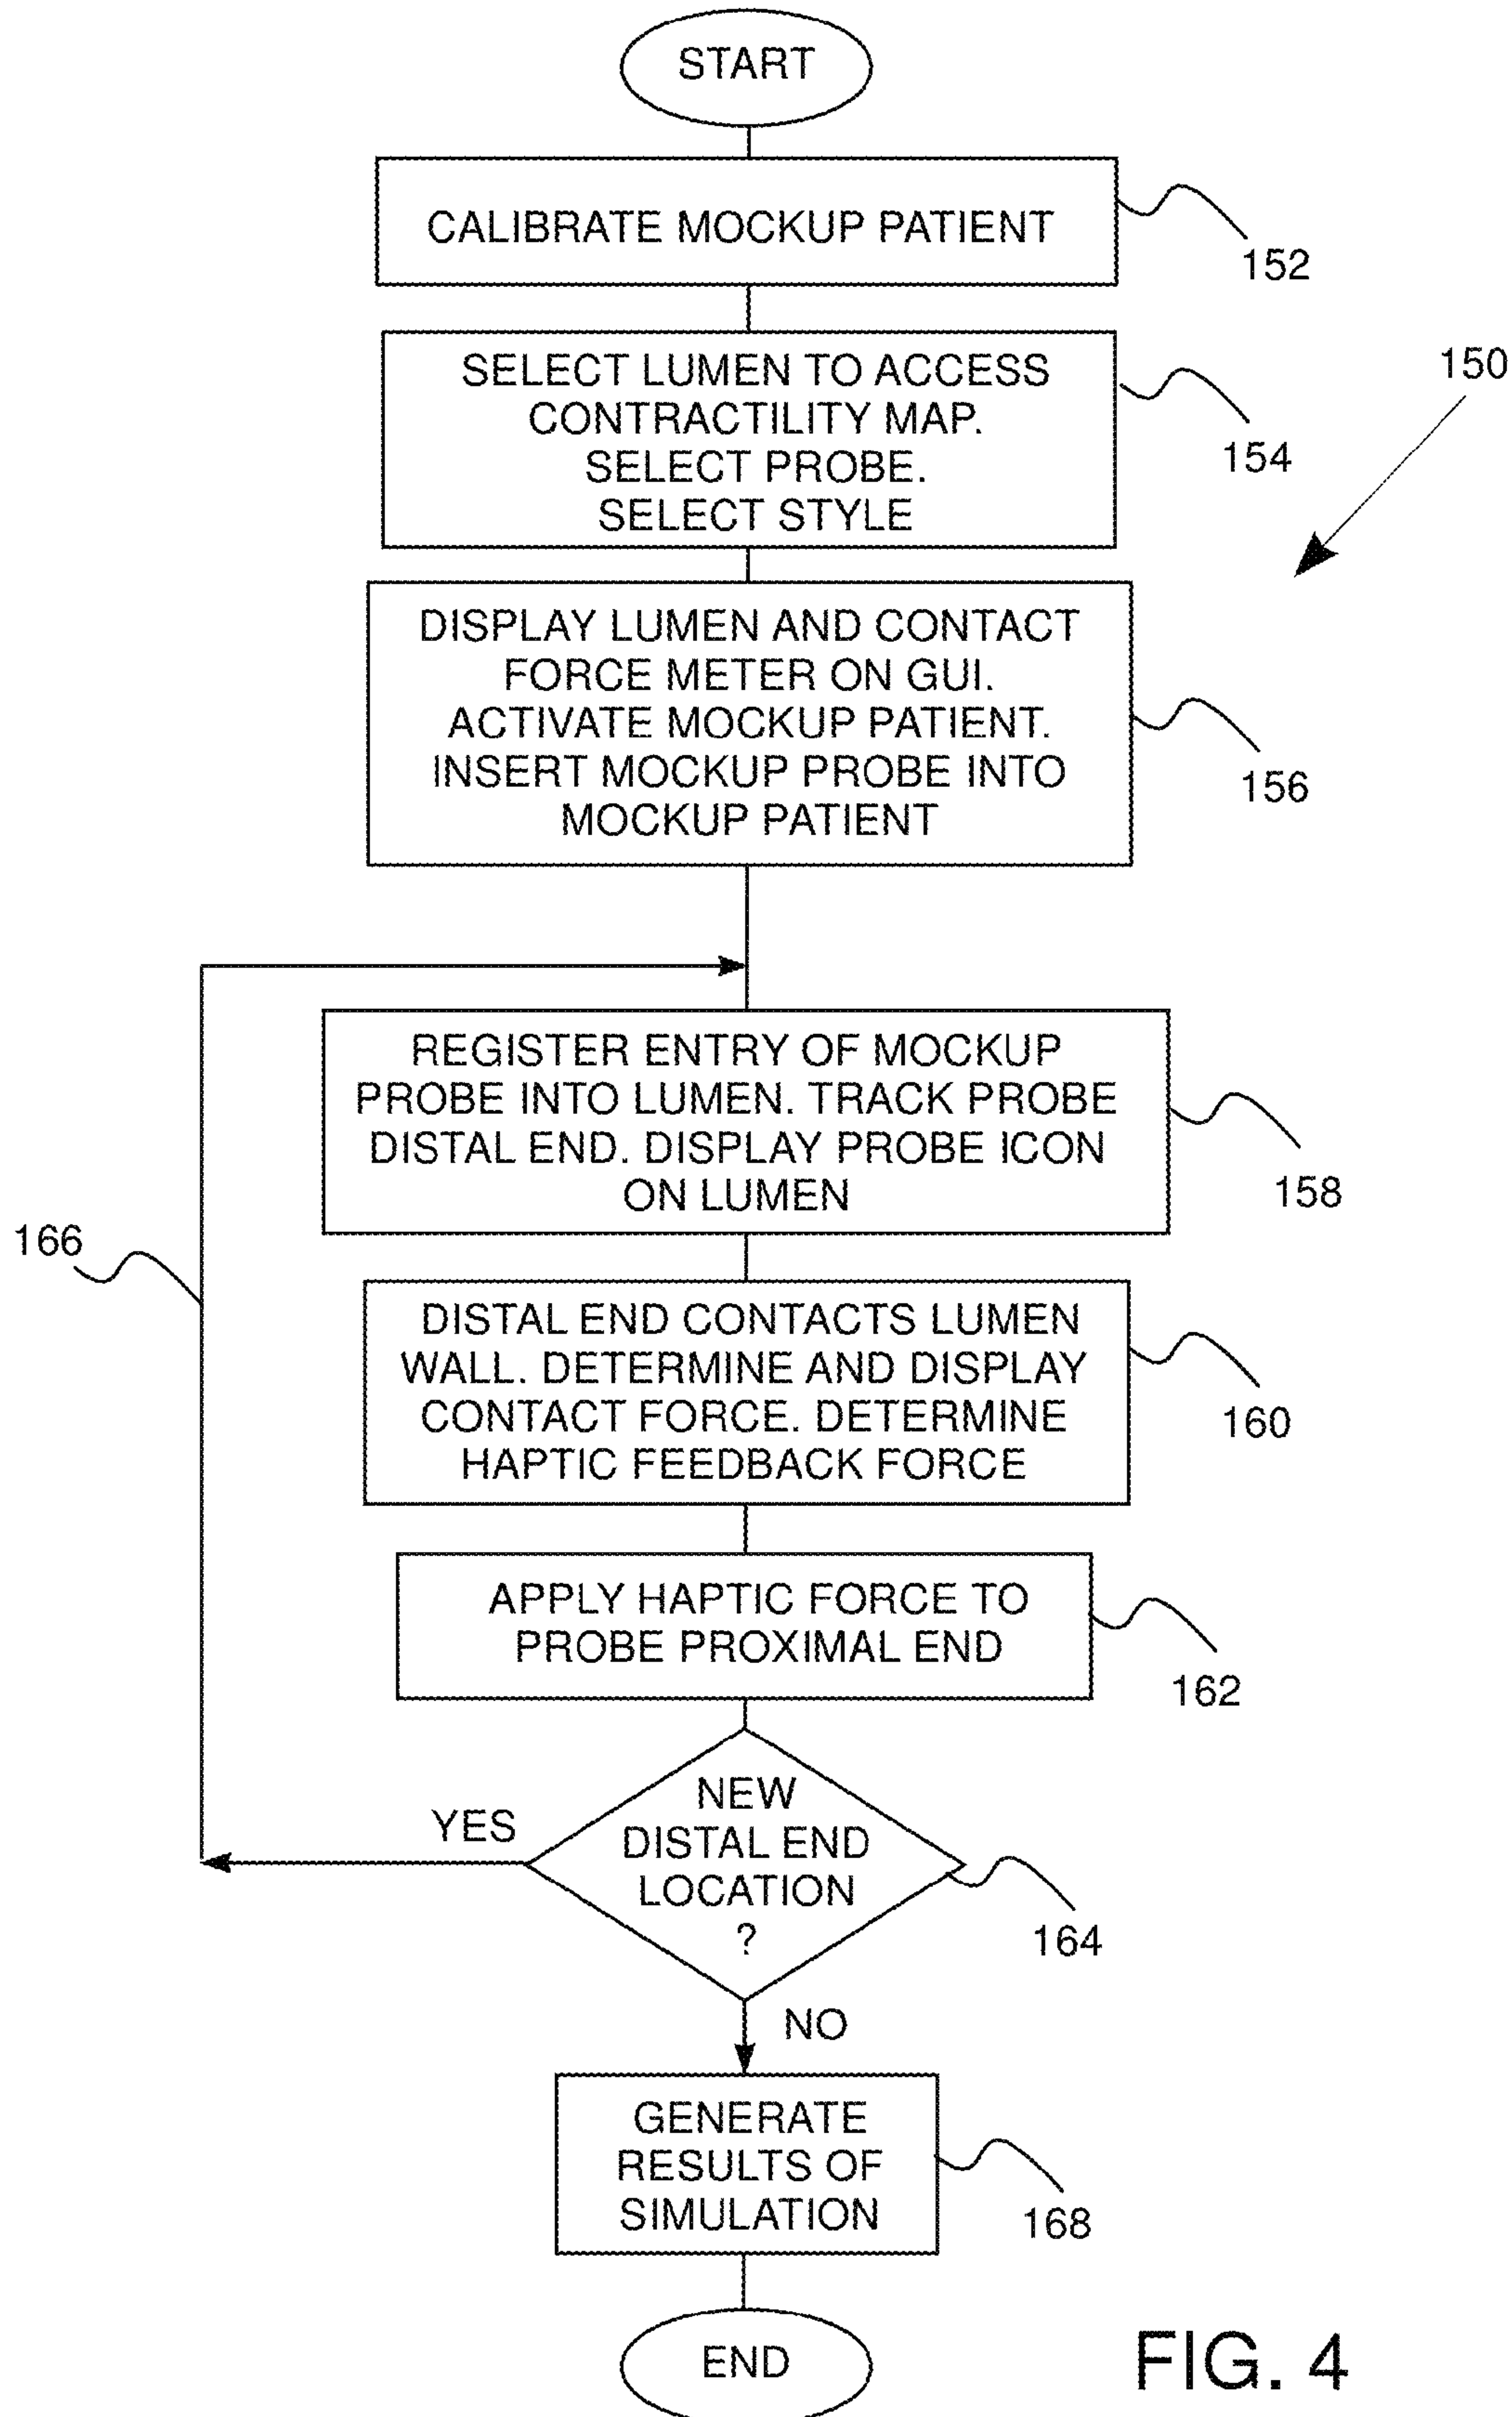 START
CALIBRATE MOCKUP PATIENT
152
SELECT LUMEN TO ACCESS
CONTRACTILITY MAP.
SELECT PROBE.
SELECT STYLE
154
150
DISPLAY LUMEN AND CONTACT
FORCE METER ON GUI.
ACTIVATE MOCKUP PATIENT.
INSERT MOCKUP PROBE INTO
MOCKUP PATIENT
156
REGISTER ENTRY OF MOCKUP
PROBE INTO LUMEN. TRACK PROBE
DISTAL END. DISPLAY PROBE ICON
ON LUMEN
158
166
DISTAL END CONTACTS LUMEN
WALL. DETERMINE AND DISPLAY
CONTACT FORCE. DETERMINE
HAPTIC FEEDBACK FORCE
160
APPLY HAPTIC FORCE TO
PROBE PROXIMAL END
162
NEW
DISTAL END
LOCATION
?
YES
164
NO
GENERATE
RESULTS OF
SIMULATION
168
END
FIG. 4